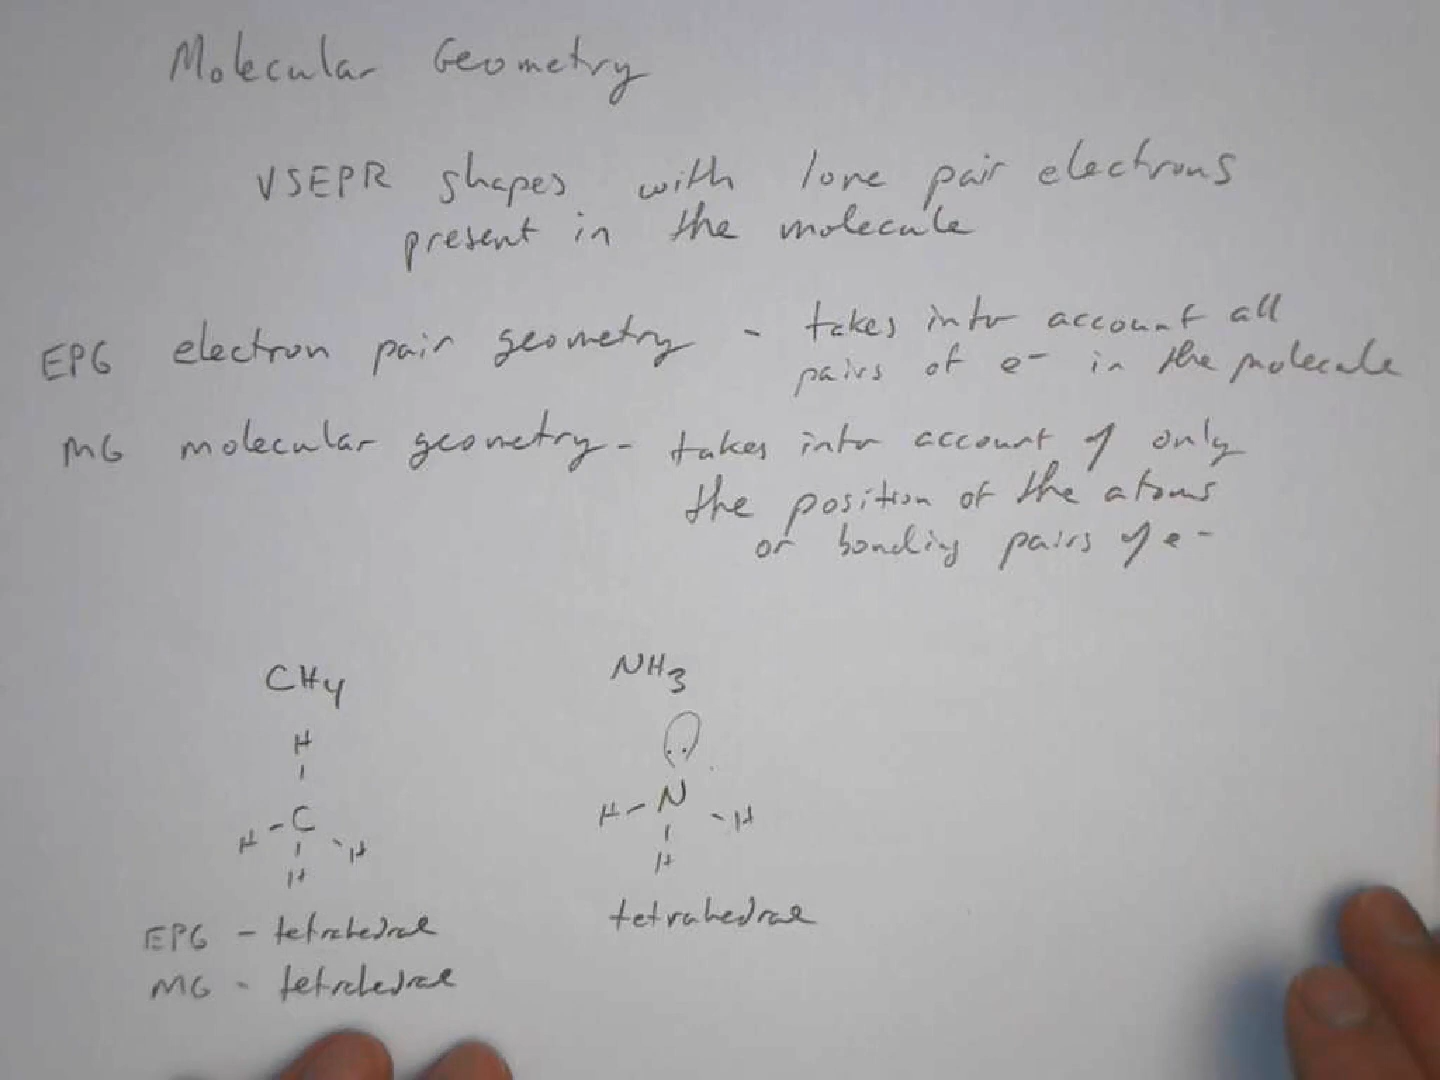 Molecular Geometry
VSEPR shapes with lone pair electrons
present in the molecule
EPG electron pair geometry - takes into account all
pairs of e- in the molecule
MG molecular geometry - takes into account of only
the position of the atoms
or bonding pairs of e-
CH4
NH3
H
H - C - H
H
H - N - H
H
EPG - tetrahedral
MG - tetrahedral
tetrahedral